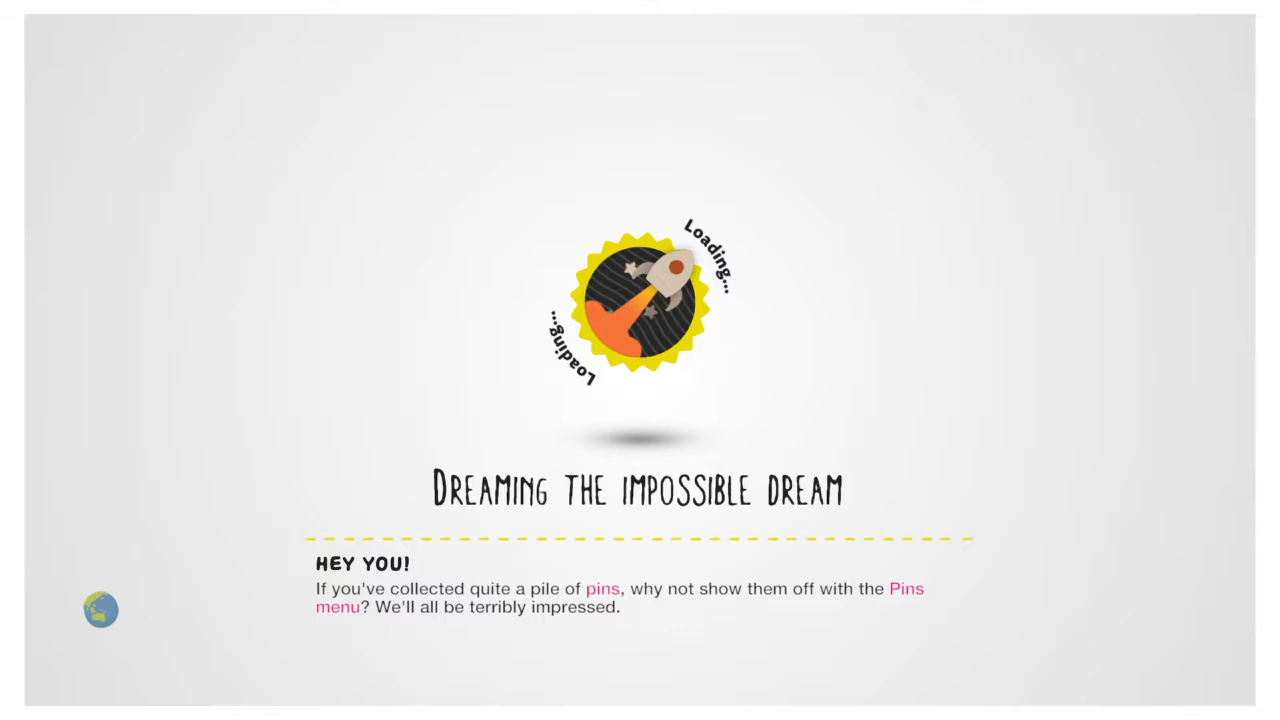 Loading...
Loading...
Dreaming the impossible dream
HEY YOU!
If you've collected quite a pile of pins, why not show them off with the Pins
menu? We'll all be terribly impressed.